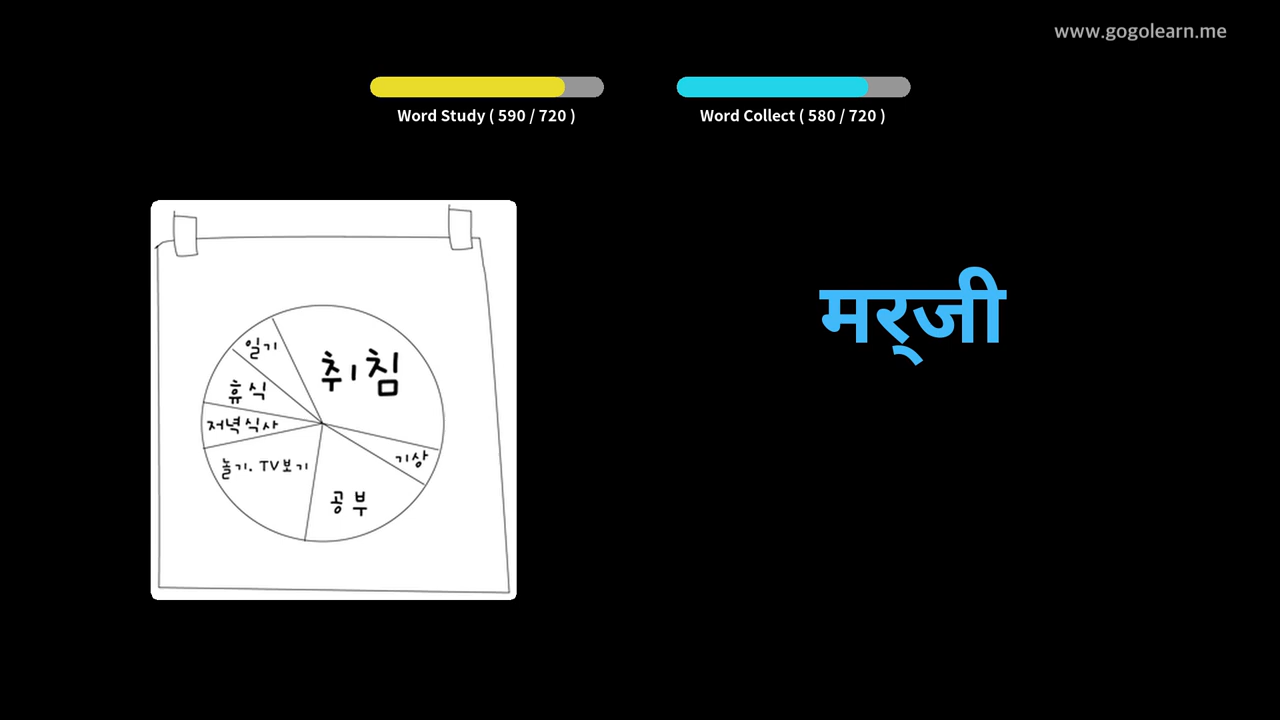 www.gogolearn.me
Word Study ( 590 / 720 )
Word Collect ( 580 / 720 )
मर्‌जी
일기
취침
휴식
저녁식사
기상
놀기. TV보기
공부